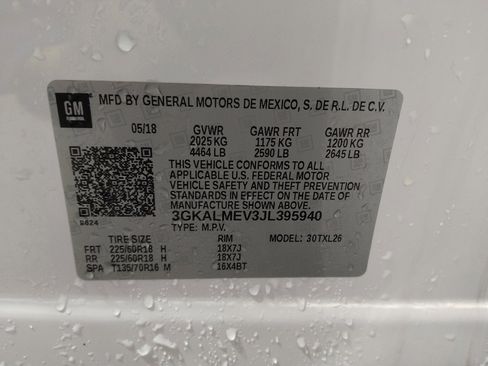 GM
MFD BY GENERAL MOTORS DE MEXICO, S. DE R.L. DE C.V.
05/18 GVWR GAWR FRT GAWR RR
2025 KG 1175 KG 1200 KG
4464 LB 2590 LB 2645 LB
THIS VEHICLE CONFORMS TO ALL
APPLICABLE U.S. FEDERAL MOTOR
VEHICLE SAFETY AND THEFT PREVENTION
STANDARDS IN EFFECT ON THE DATE OF
MANUFACTURE SHOWN ABOVE.
3GKALMEV3JL395940
TYPE: M.P.V.
TIRE SIZE RIM MODEL: 30TXL26
FRT 225/60R18 H 18X7J
RR 225/60R18 H 18X7J
SPA T135/70R16 M 16X4BT